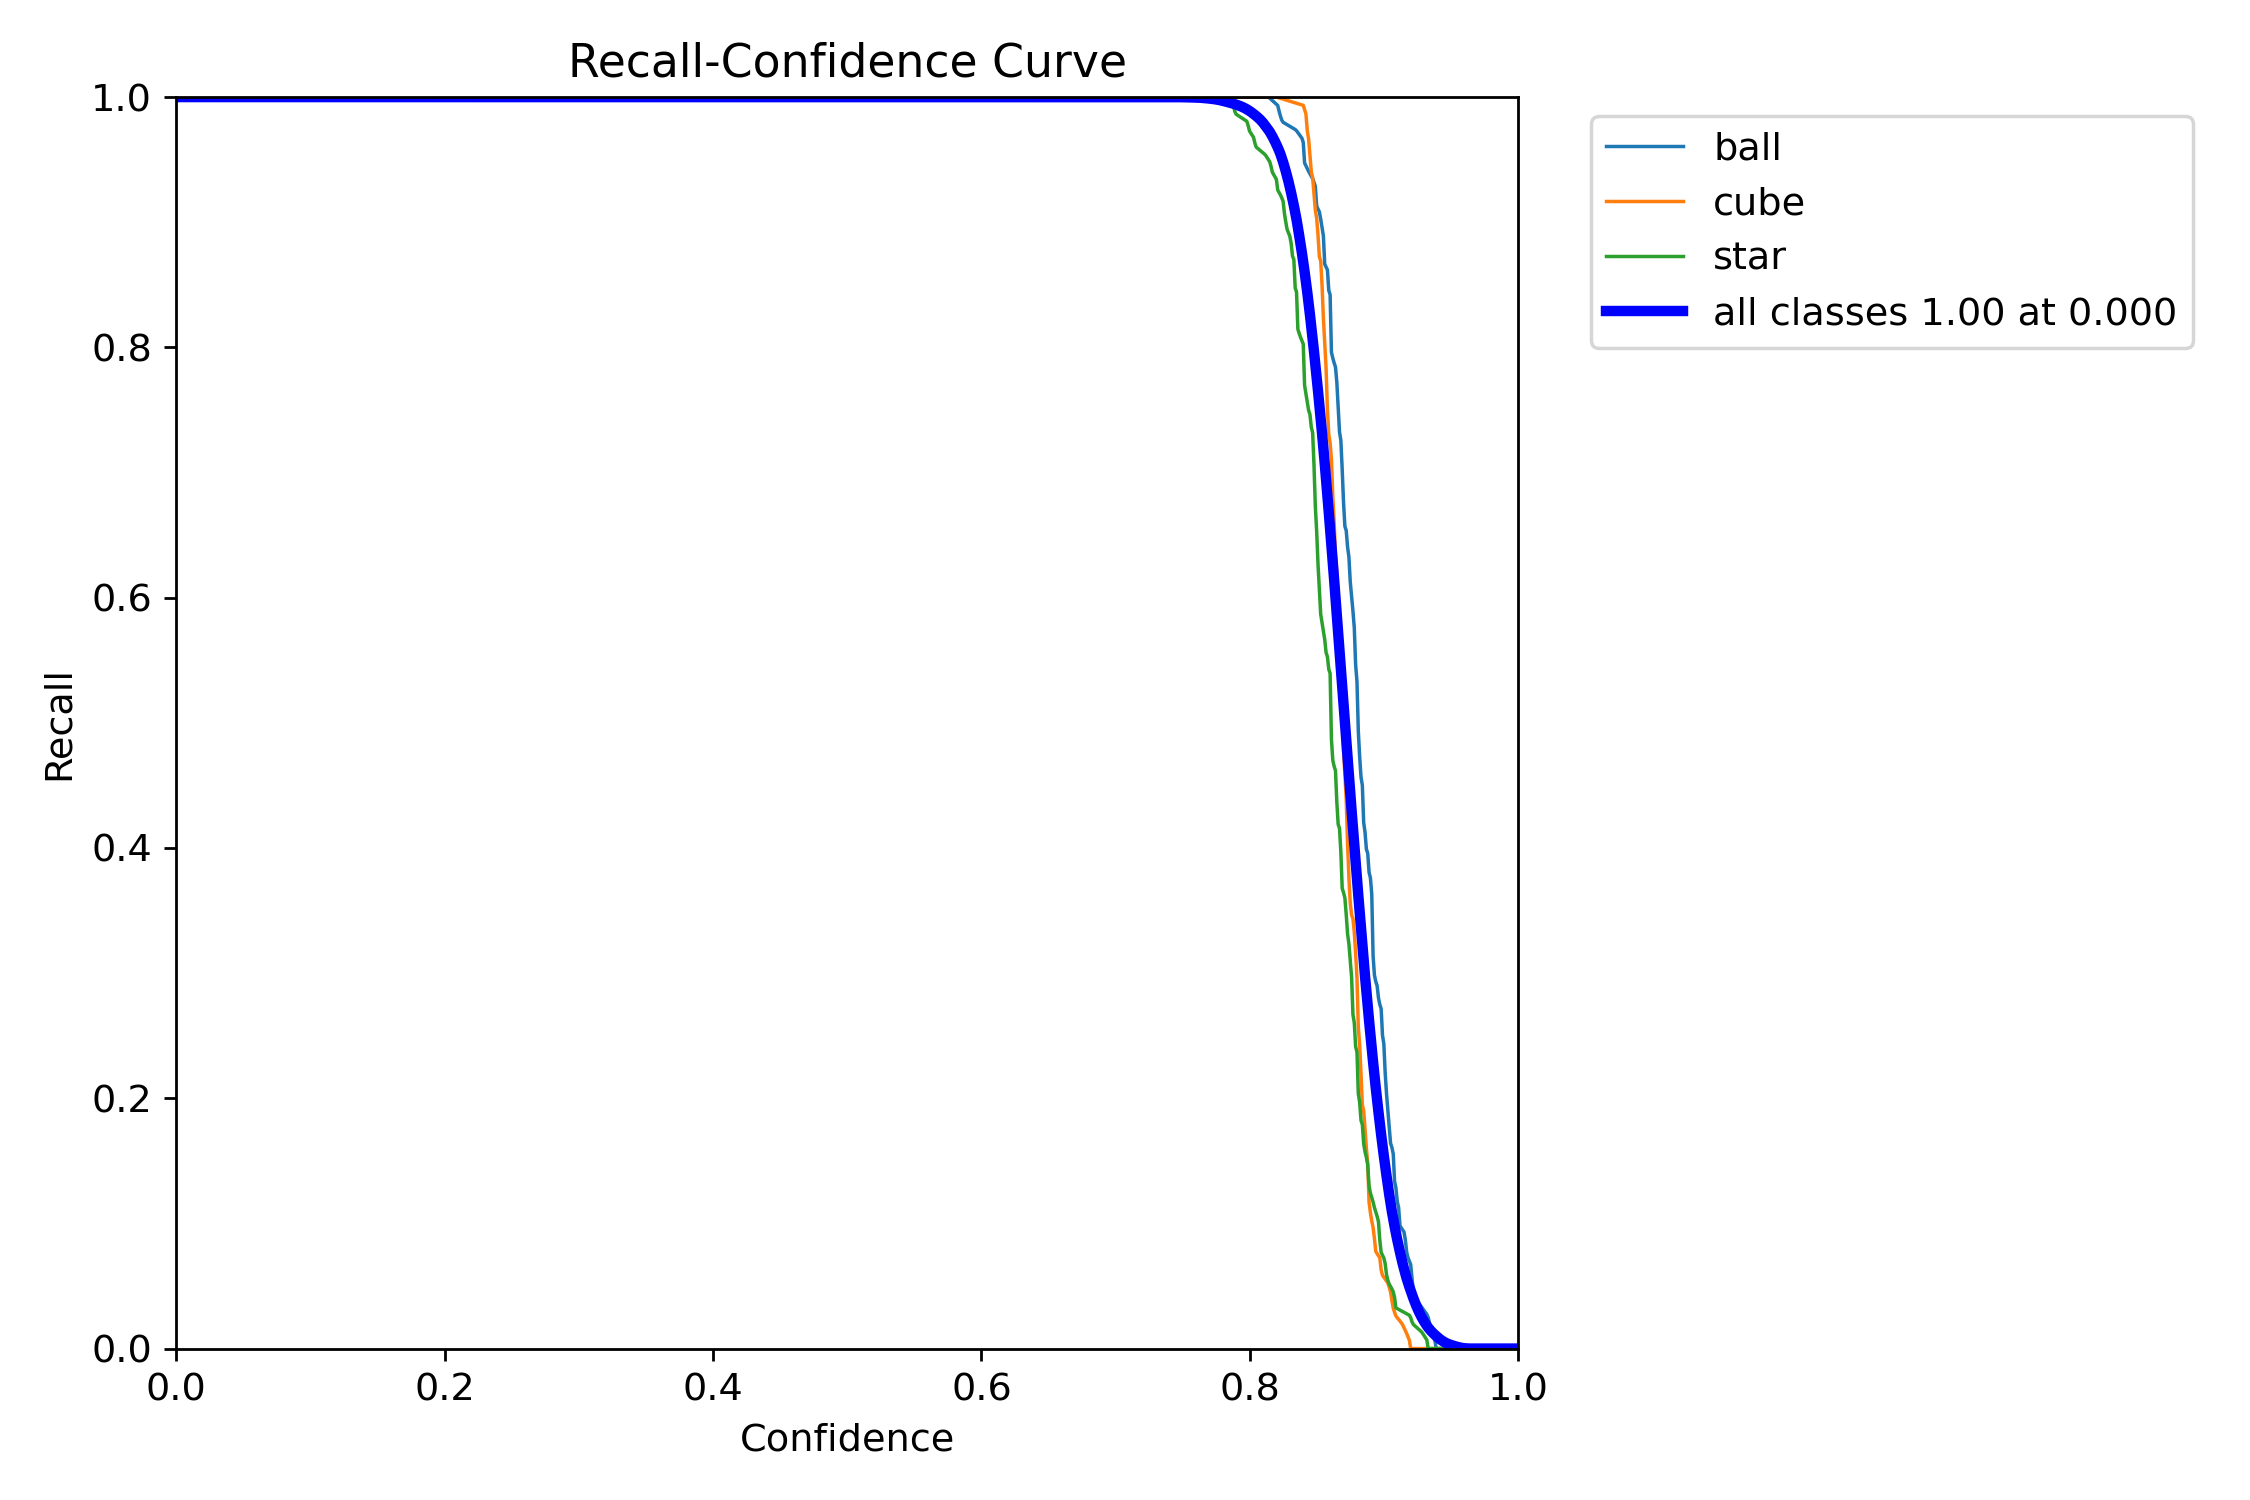 Recall-Confidence Curve
1.0
0.8
0.6
0.4
0.2
0.0
Recall
0.0 0.2 0.4 0.6 0.8 1.0
Confidence
ball
cube
star
all classes 1.00 at 0.000